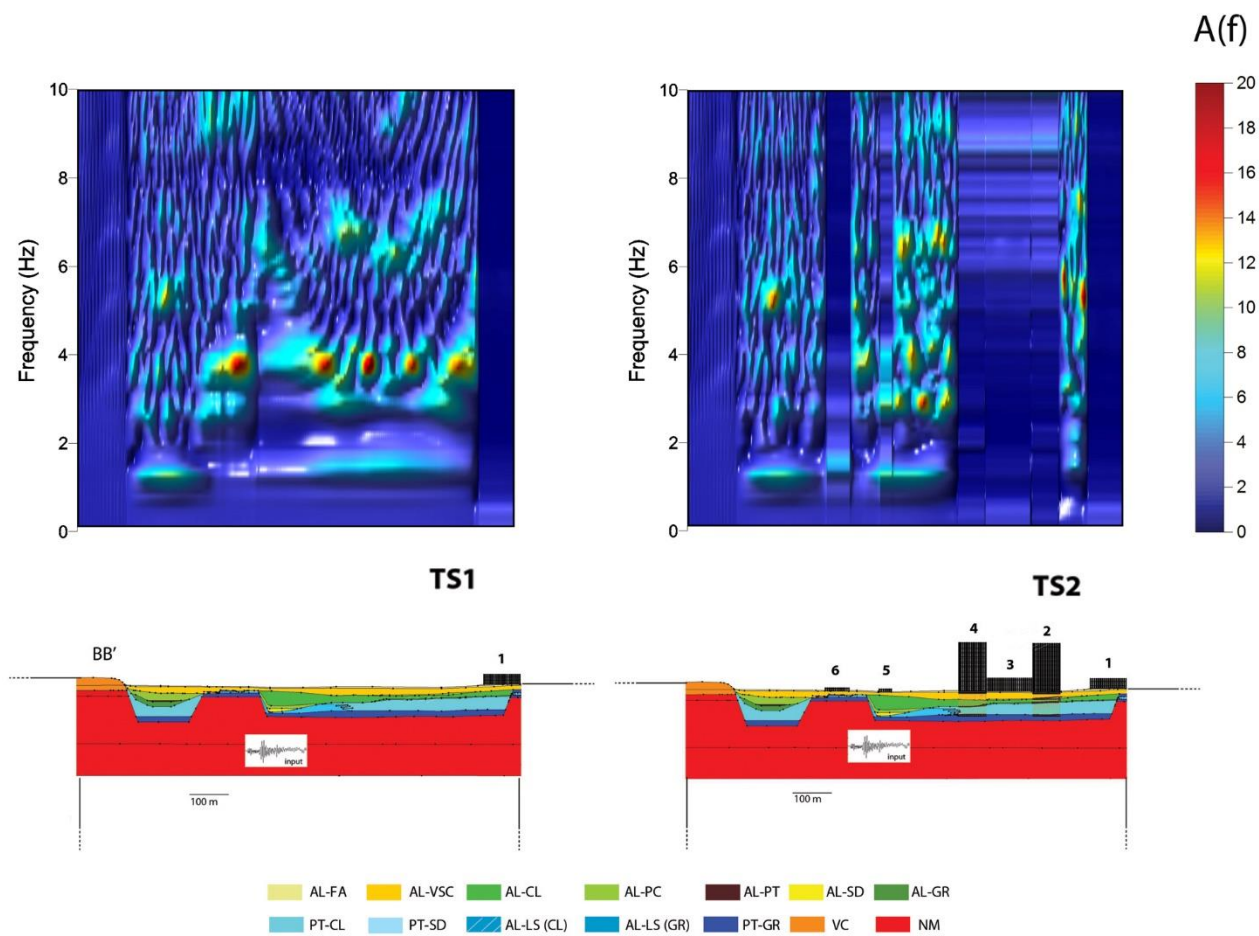 A(f)
10
8
6
4
2
0
Frequency (Hz)
10
8
6
4
2
0
Frequency (Hz)
20
18
16
14
12
10
8
6
4
2
0
TS1
TS2
BB’
1
input
100 m
4
2
6
5
3
1
input
100 m
AL-FA AL-VSC AL-CL AL-PC AL-PT AL-SD AL-GR
PT-CL PT-SD AL-LS (CL) AL-LS (GR) PT-GR VC NM